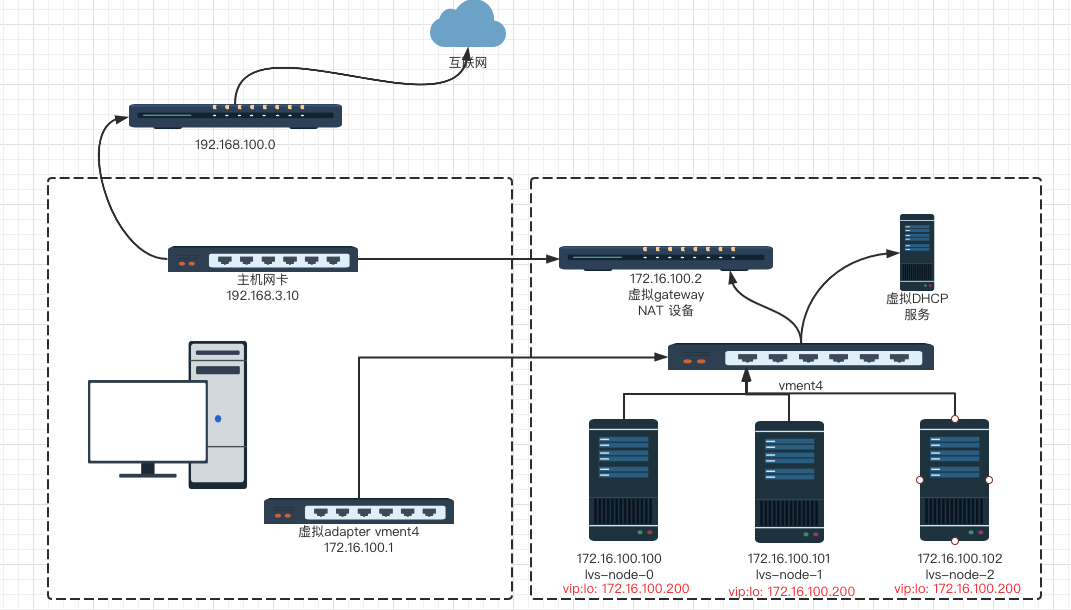 互联网
192.168.100.0
主机网卡
192.168.3.10
172.16.100.2
虚拟gateway
NAT 设备
虚拟DHCP
服务
vment4
虚拟adapter vment4
172.16.100.1
172.16.100.100
lvs-node-0
vip:lo: 172.16.100.200
172.16.100.101
lvs-node-1
vip:lo: 172.16.100.200
172.16.100.102
lvs-node-2
vip:lo: 172.16.100.200